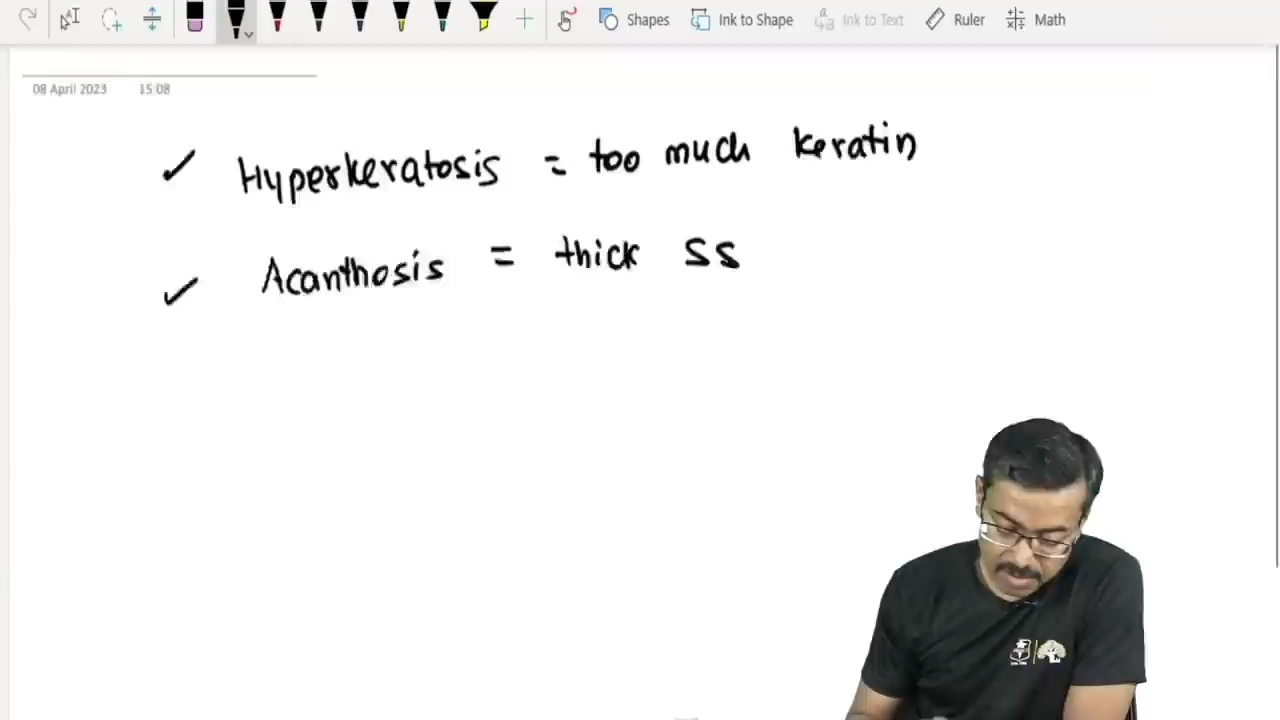 Shapes Ink to Shape Ink to Text Ruler Math
08 April 2023 15:08
✓ Hyperkeratosis = too much keratin
✓ Acanthosis = thick ss